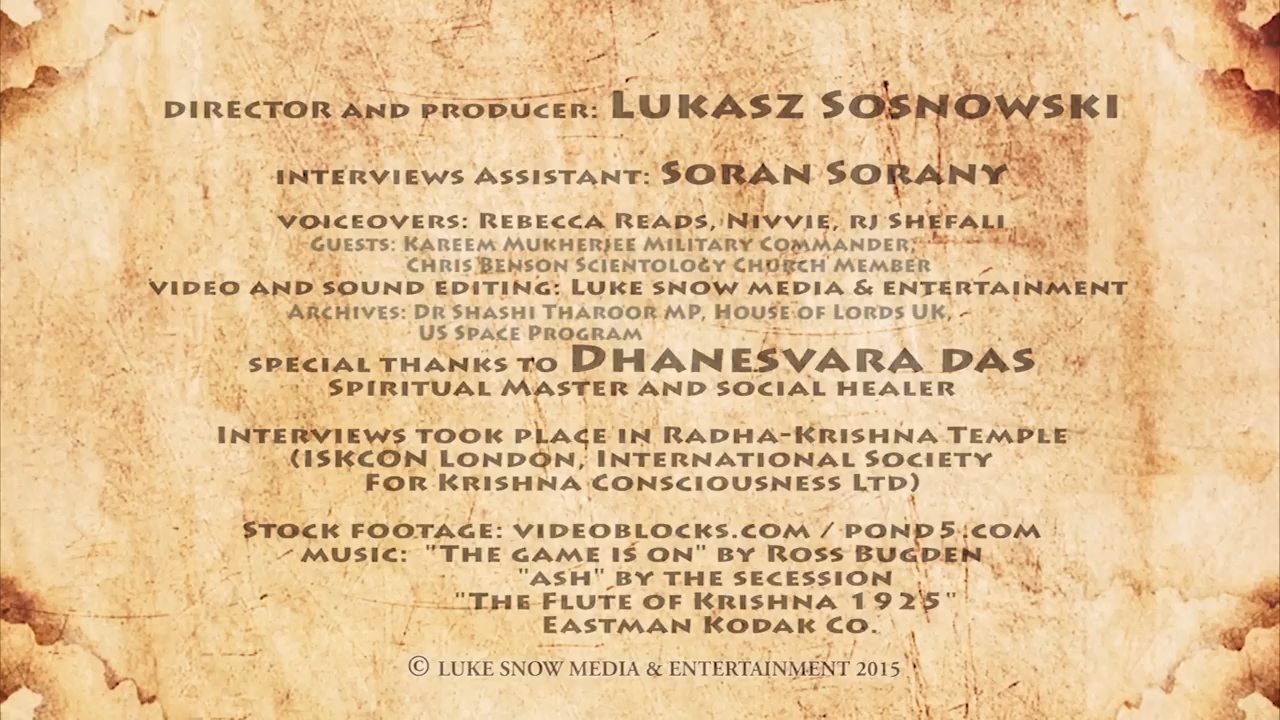 DIRECTOR AND PRODUCER: LUKASZ SOSNOWSKI
INTERVIEWS ASSISTANT: SORAN SORANY
VOICEOVERS: REBECCA READS, NIVVIE, RJ SHEFALI
GUESTS: KAREEM MUKHERJEE MILITARY COMMANDER,
CHRIS BENSON SCIENTOLOGY CHURCH MEMBER
VIDEO AND SOUND EDITING: LUKE SNOW MEDIA & ENTERTAINMENT
ARCHIVES: DR SHASHI THAROOR MP, HOUSE OF LORDS UK,
US SPACE PROGRAM
SPECIAL THANKS TO DHANESVARA DAS
SPIRITUAL MASTER AND SOCIAL HEALER
INTERVIEWS TOOK PLACE IN RADHA-KRISHNA TEMPLE
(ISKCON LONDON, INTERNATIONAL SOCIETY
FOR KRISHNA CONSCIOUSNESS LTD)
STOCK FOOTAGE: VIDEOBLOCKS.COM / POND5.COM
MUSIC: "THE GAME IS ON" BY ROSS BUGDEN
"ASH" BY THE SECESSION
"THE FLUTE OF KRISHNA 1925"
EASTMAN KODAK CO.
© LUKE SNOW MEDIA & ENTERTAINMENT 2015